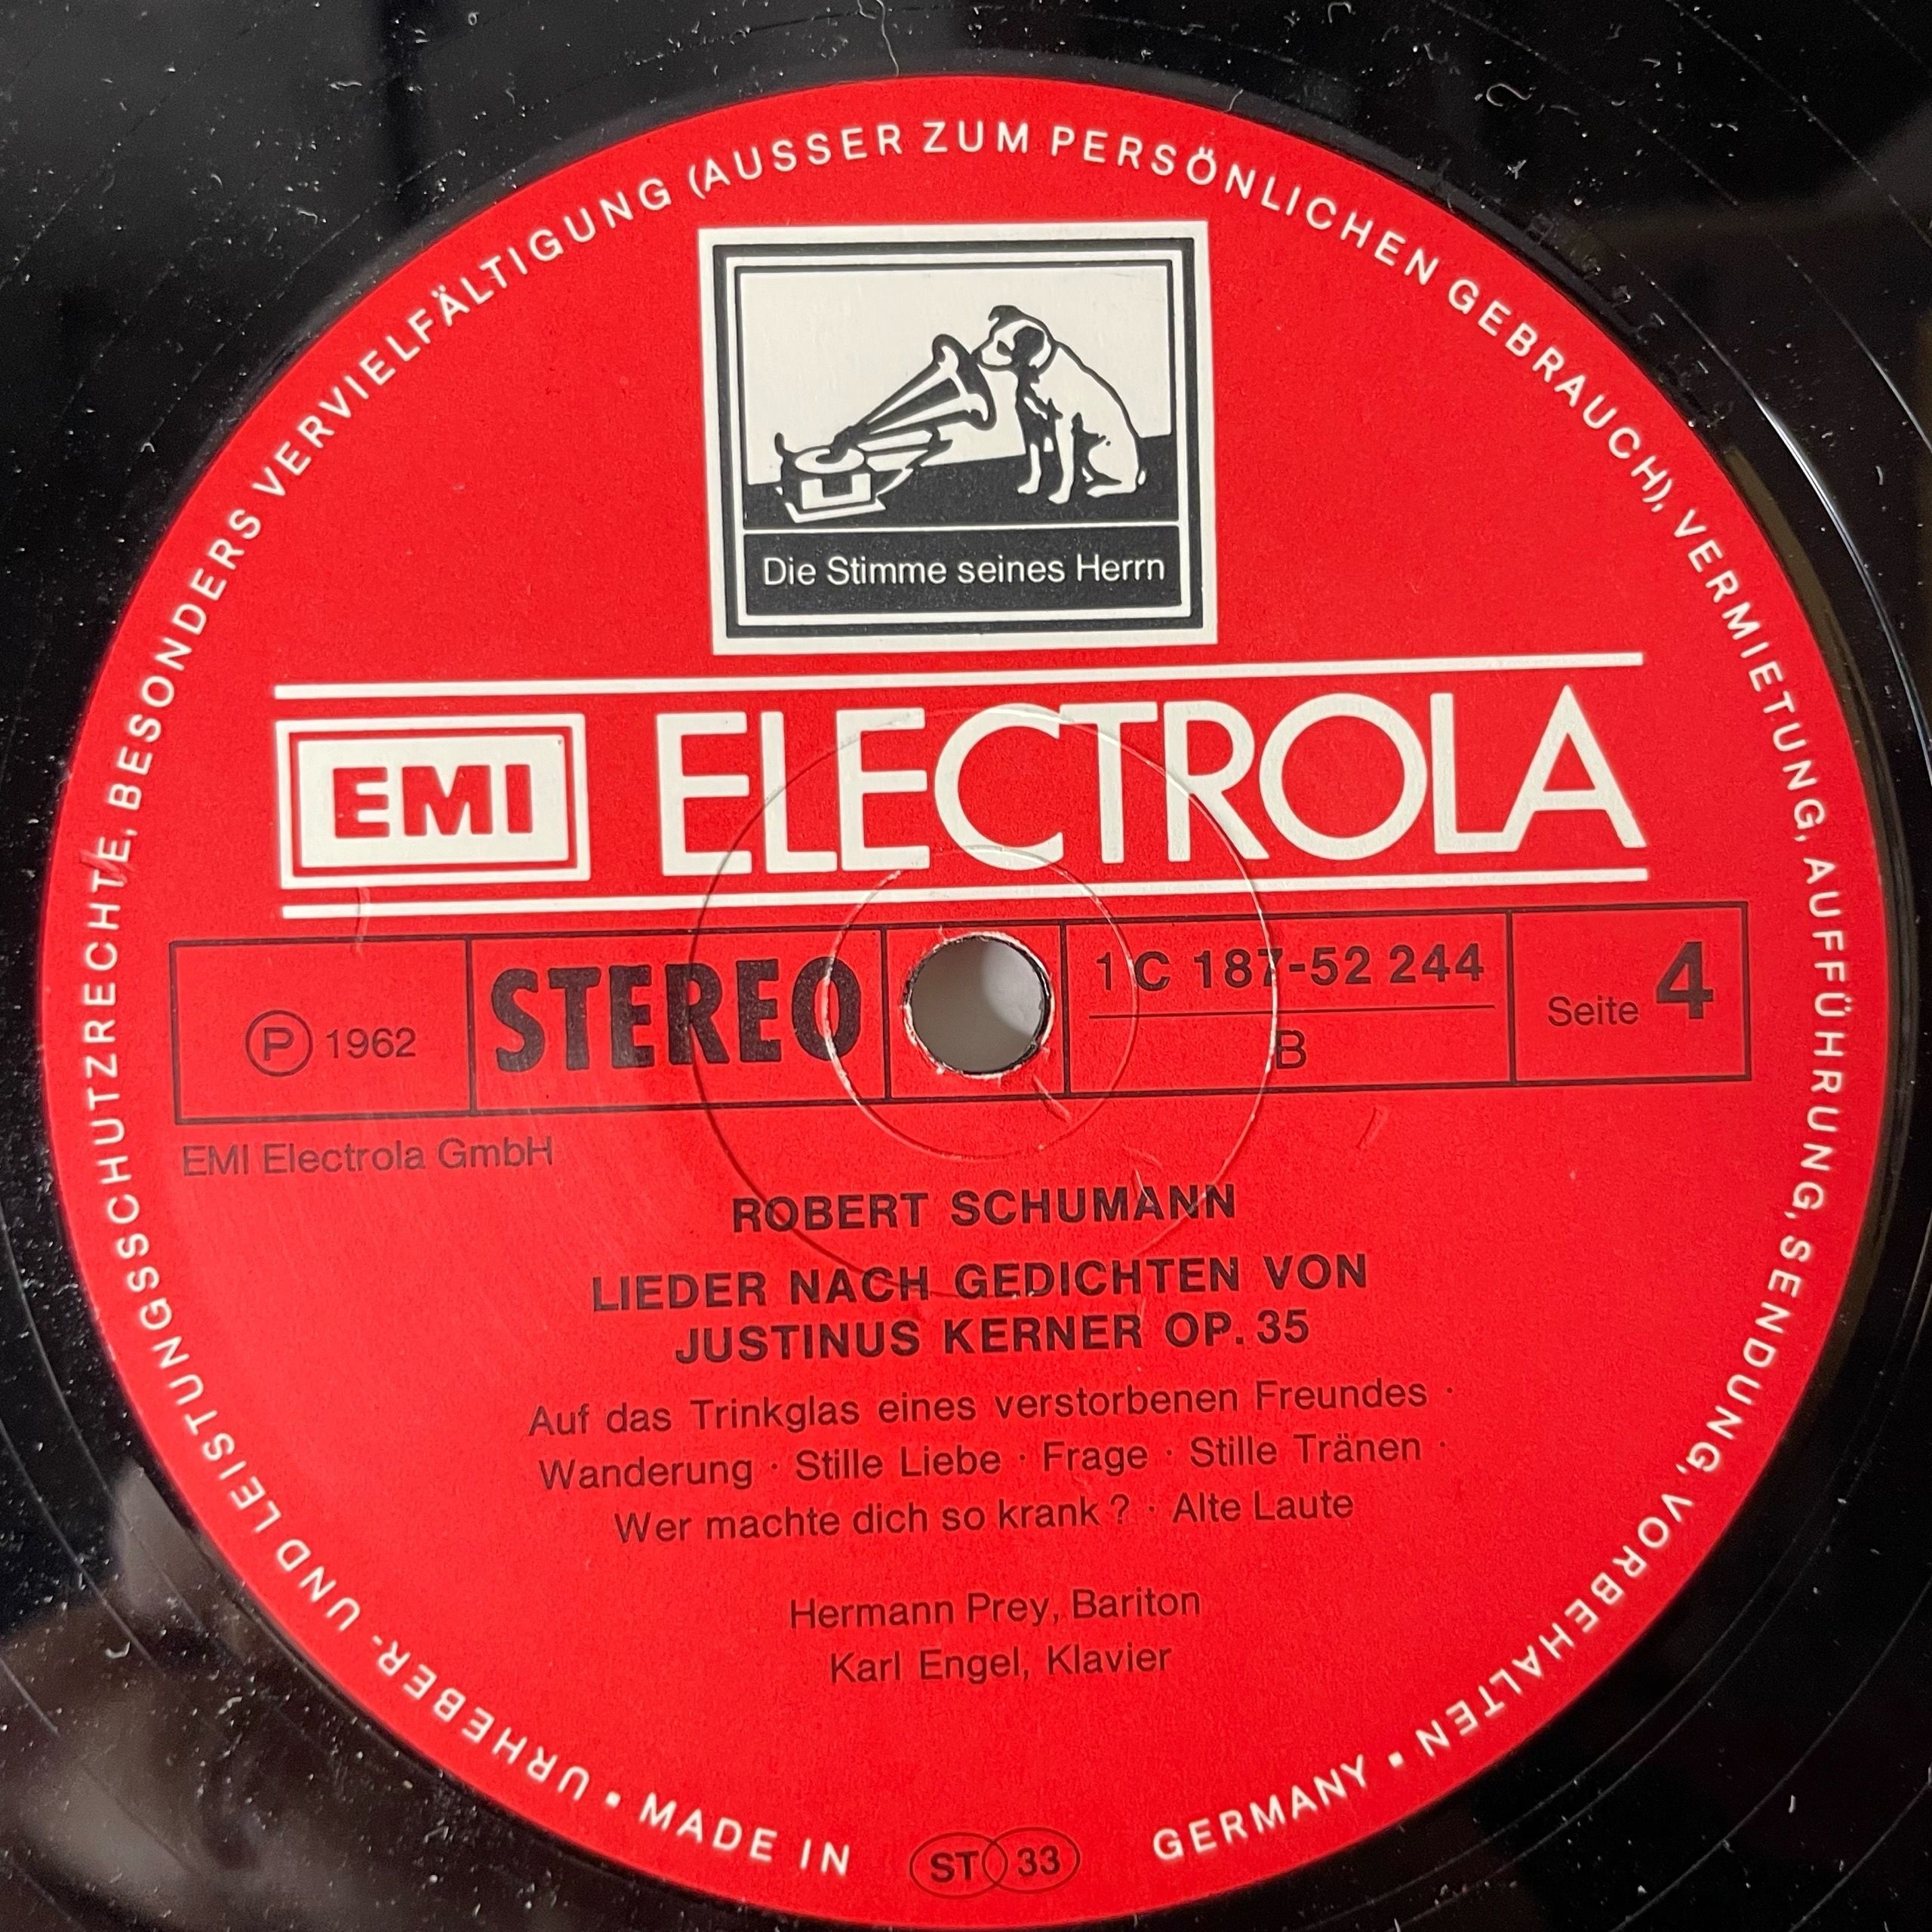 URHEBER- UND LEISTUNGSSCHUTZRECHTE, BESONDERS VERVIELFÄLTIGUNG (AUSSER ZUM PERSÖNLICHEN GEBRAUCH), VERMIETUNG, AUFFÜHRUNG, SENDUNG, VORBEHALTEN •
Die Stimme seines Herrn
EMI ELECTROLA
Ⓟ 1962
STEREO
1 C 187-52 244
B
Seite 4
EMI Electrola GmbH
ROBERT SCHUMANN
LIEDER NACH GEDICHTEN VON
JUSTINUS KERNER OP. 35
Auf das Trinkglas eines verstorbenen Freundes ·
Wanderung · Stille Liebe · Frage · Stille Tränen ·
Wer machte dich so krank ? · Alte Laute
Hermann Prey, Bariton
Karl Engel, Klavier
• MADE IN GERMANY
ST 33